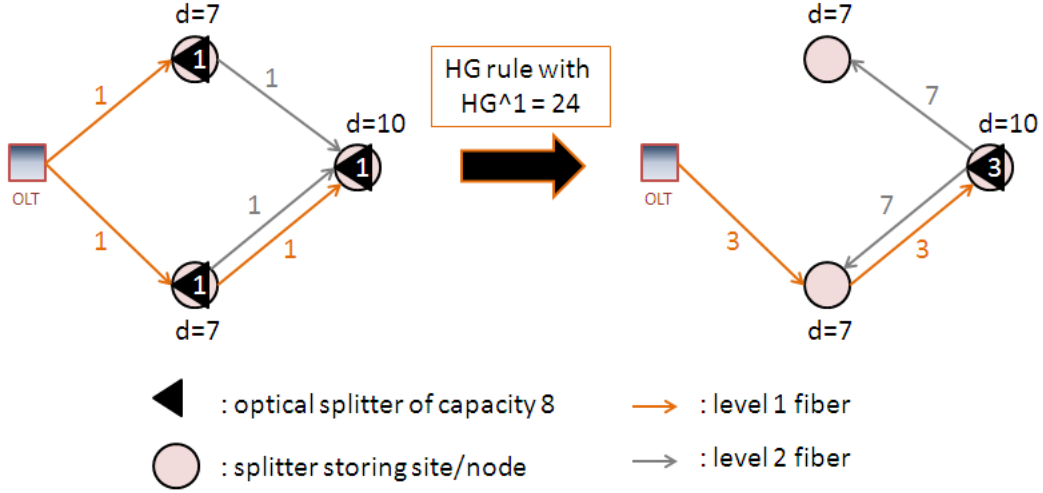 d=7
1
1
1
d=10
1
OLT
1
1
1
1
d=7
HG rule with
HG^1 = 24
d=7
7
d=10
3
OLT
7
3
3
d=7
: optical splitter of capacity 8
: level 1 fiber
: splitter storing site/node
: level 2 fiber